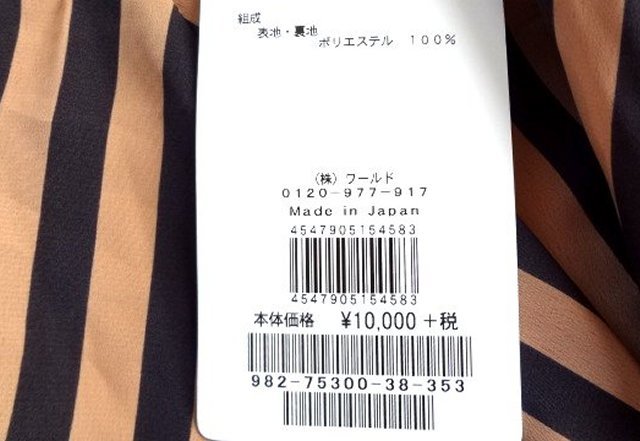 組成
表地・裏地
ポリエステル 100%
(株)ワールド
0120-977-917
Made in Japan
4547905154583
4547905154583
本体価格 ¥10,000 +税
982-75300-38-353